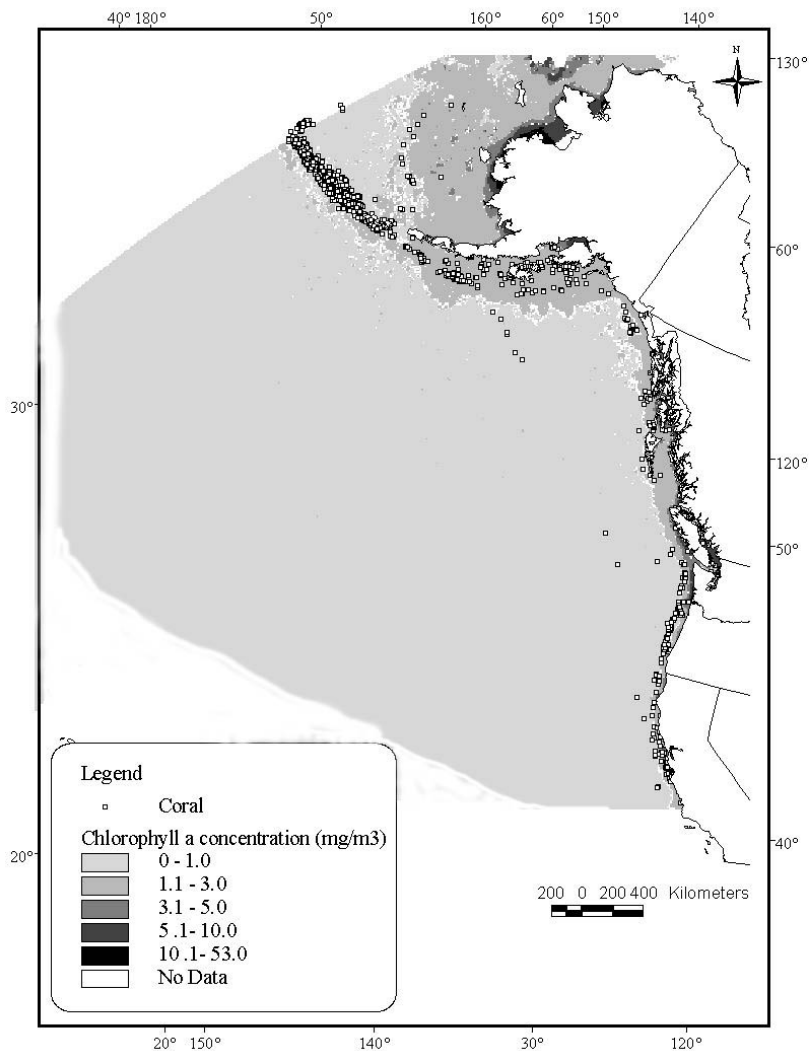 40° 180° 50° 160° 60° 150° 140°
N
130°
60°
30°
120°
50°
Legend
Coral
Chlorophyll a concentration (mg/m3)
0 - 1.0
1.1 - 3.0
3.1 - 5.0
5 .1- 10.0
10 .1- 53.0
No Data
20°
40°
200 0 200 400 Kilometers
20° 150° 140° 30° 120°